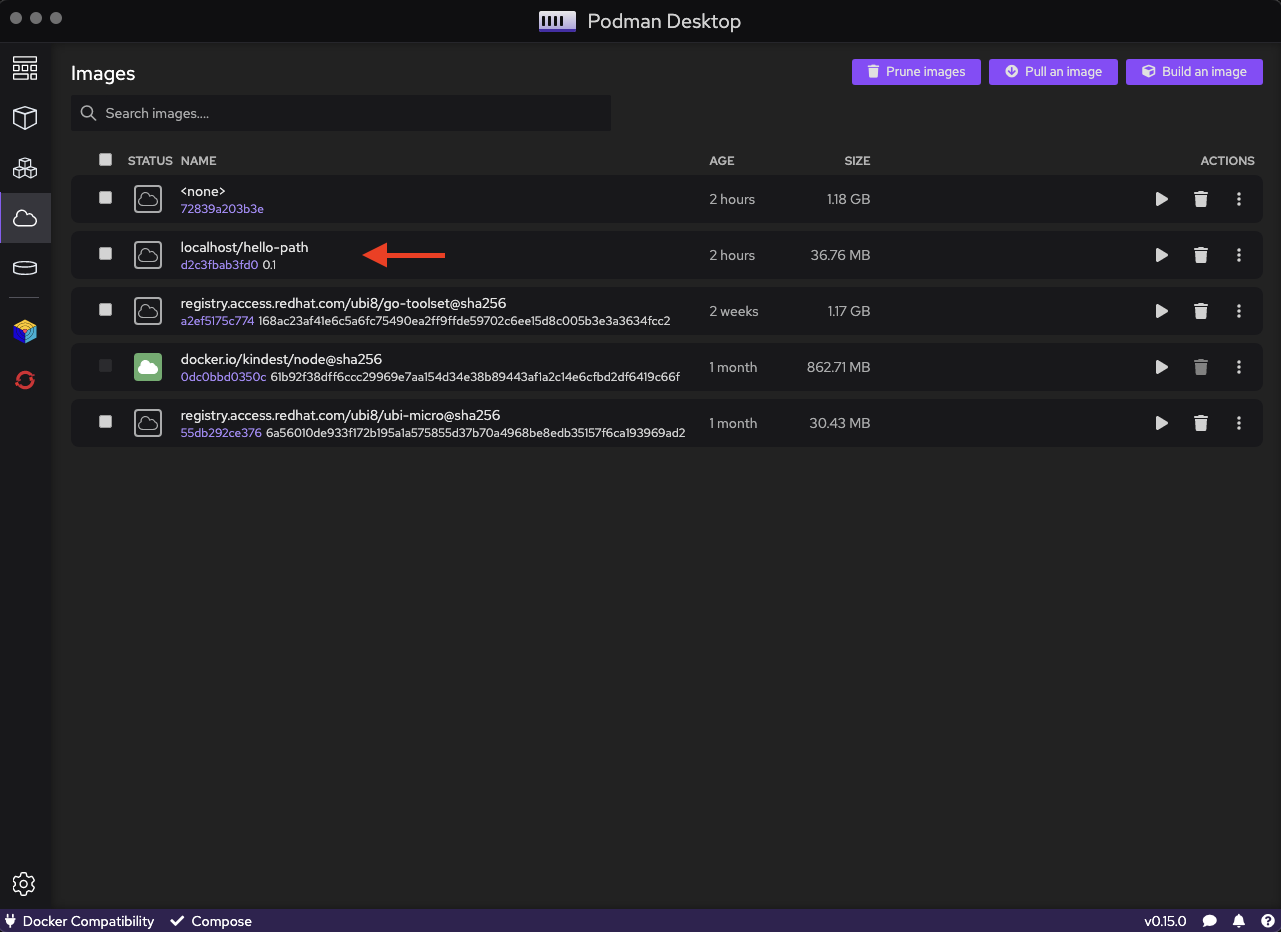 Podman Desktop
Images
Prune images
Pull an image
Build an image
Search images....
STATUS NAME AGE SIZE ACTIONS
<none>
72839a203b3e
2 hours 1.18 GB
localhost/hello-path
d2c3fbab3fd0 0.1
2 hours 36.76 MB
registry.access.redhat.com/ubi8/go-toolset@sha256
a2ef5175c774 168ac23af41e6c5a6fc75490ea2ff9ffde59702c6ee15d8c005b3e3a3634fcc2
2 weeks 1.17 GB
docker.io/kindest/node@sha256
0dc0bbd0350c 61b92f38dff6ccc29969e7aa154d34e38b89443af1a2c14e6cfbd2df6419c66f
1 month 862.71 MB
registry.access.redhat.com/ubi8/ubi-micro@sha256
55db292ce376 6a56010de933f172b195a1a575855d37b70a4968be8edb35157f6ca193969ad2
1 month 30.43 MB
Docker Compatibility Compose v0.15.0